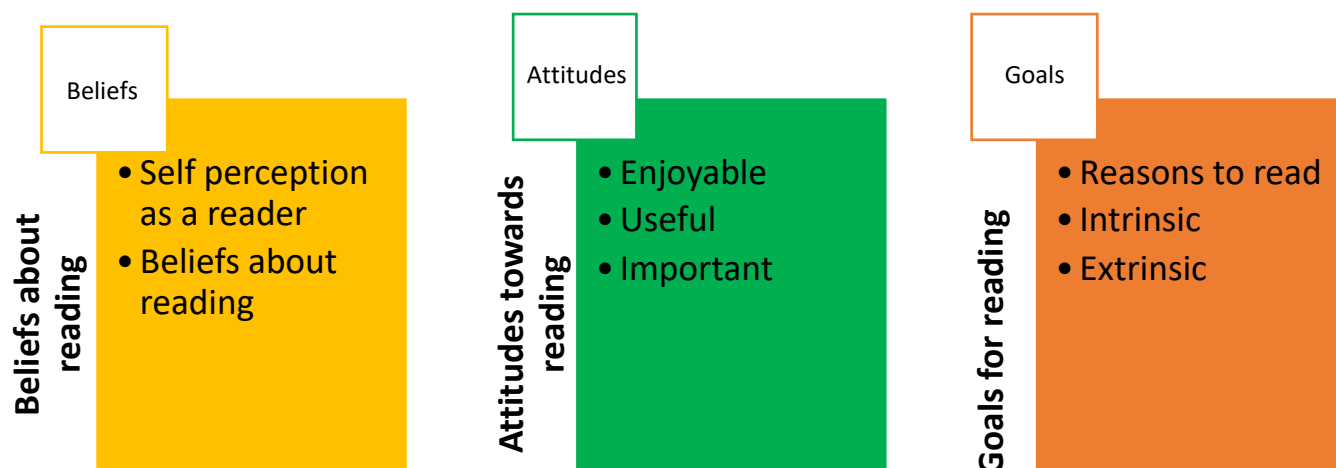 Beliefs
Beliefs about
reading
• Self perception
as a reader
• Beliefs about
reading
Attitudes
Attitudes towards
reading
• Enjoyable
• Useful
• Important
Goals
Goals for reading
• Reasons to read
• Intrinsic
• Extrinsic